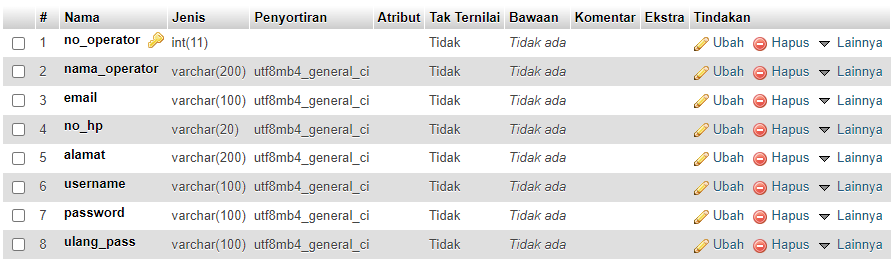 # Nama Jenis Penyortiran Atribut Tak Ternilai Bawaan Komentar Ekstra Tindakan
1 no_operator int(11) Tidak Tidak ada Ubah Hapus Lainnya
2 nama_operator varchar(200) utf8mb4_general_ci Tidak Tidak ada Ubah Hapus Lainnya
3 email varchar(100) utf8mb4_general_ci Tidak Tidak ada Ubah Hapus Lainnya
4 no_hp varchar(20) utf8mb4_general_ci Tidak Tidak ada Ubah Hapus Lainnya
5 alamat varchar(200) utf8mb4_general_ci Tidak Tidak ada Ubah Hapus Lainnya
6 username varchar(100) utf8mb4_general_ci Tidak Tidak ada Ubah Hapus Lainnya
7 password varchar(100) utf8mb4_general_ci Tidak Tidak ada Ubah Hapus Lainnya
8 ulang_pass varchar(100) utf8mb4_general_ci Tidak Tidak ada Ubah Hapus Lainnya